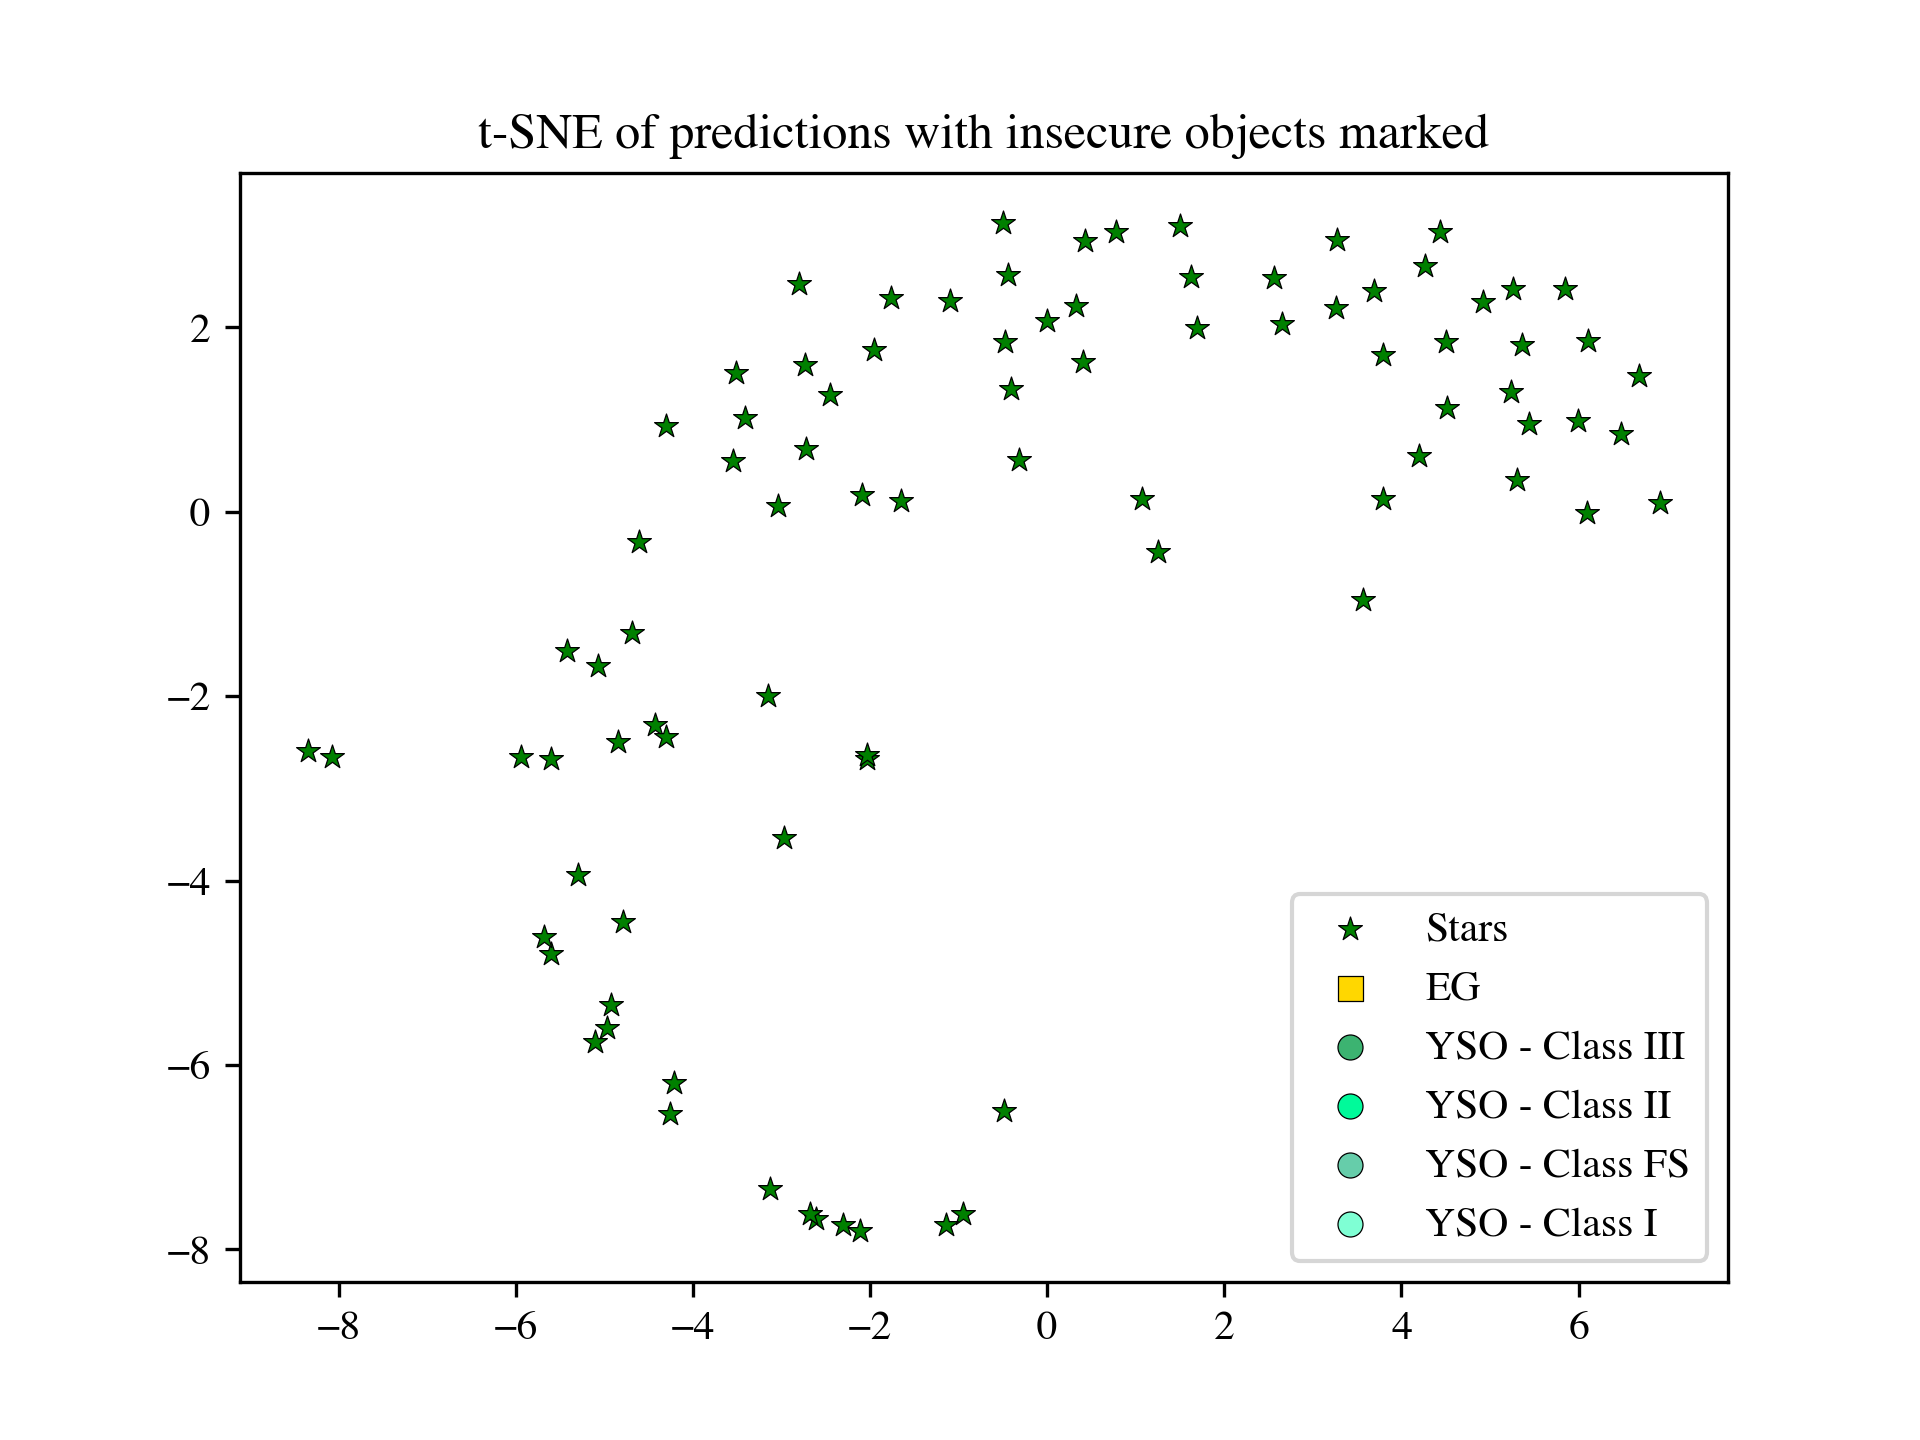 t-SNE of predictions with insecure objects marked
2
0
−2
−4
−6
−8
Stars
EG
YSO - Class III
YSO - Class II
YSO - Class FS
YSO - Class I
−8 −6 −4 −2 0 2 4 6